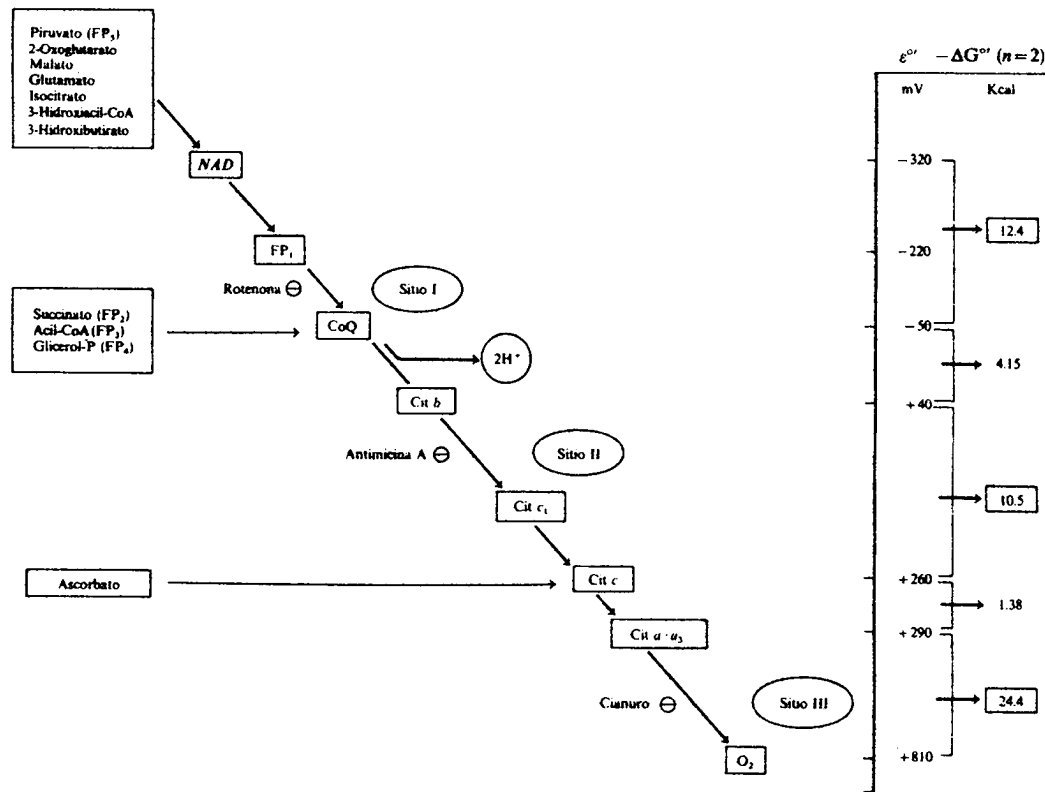 Piruvato (FP₅)
2-Oxoglutarato
Malato
Glutamato
Isocitrato
3-Hidroxiacil-CoA
3-Hidroxibutirato
NAD
FP₁
Rotenona ⊖
Sitio I
Succinato (FP₂)
Acil-CoA (FP₃)
Glicerol-P (FP₄)
CoQ
2H⁺
Cit b
Antimicina A ⊖
Sitio II
Cit c₁
Ascorbato
Cit c
Cit a · a₃
Cianuro ⊖
Sitio III
O₂
ε°′ −ΔG°′ (n=2)
mV Kcal
−320
12.4
−220
−50
4.15
+40
10.5
+260
1.38
+290
24.4
+810